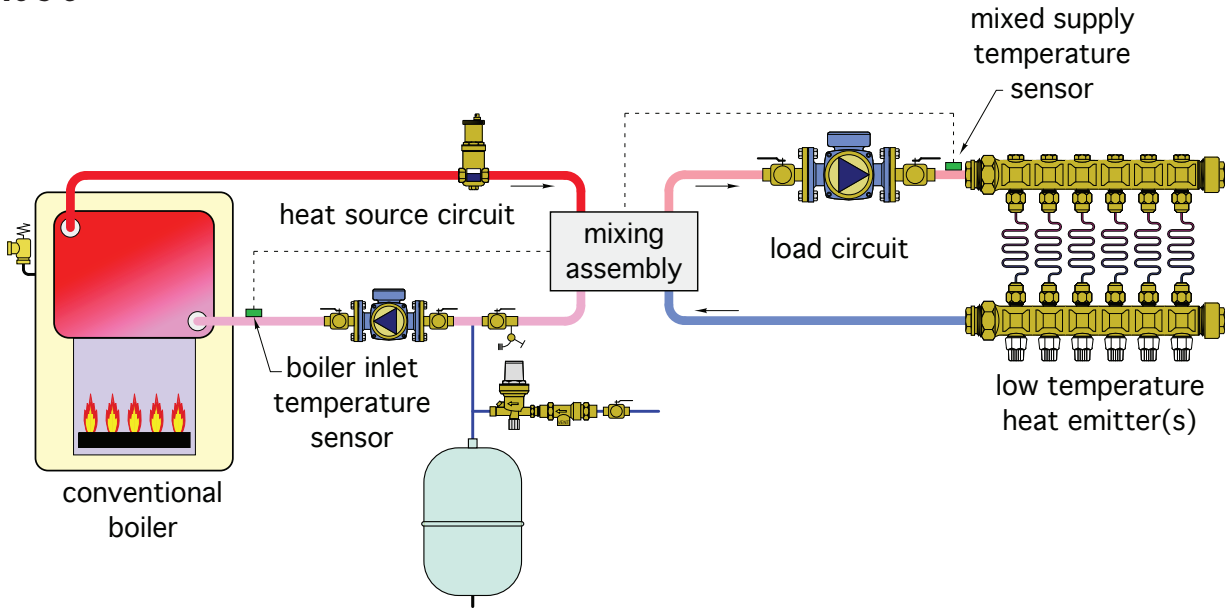 mixed supply
temperature
sensor
heat source circuit
mixing
assembly
load circuit
boiler inlet
temperature
sensor
low temperature
heat emitter(s)
conventional
boiler